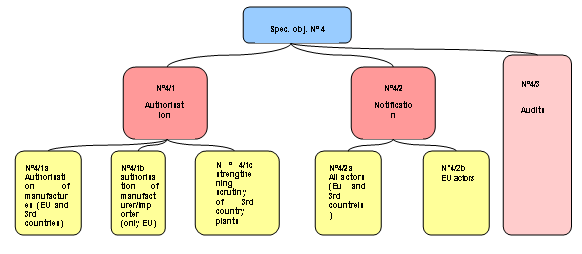 Spec. obj. N°4
N°4/1
Authorisat
ion
N°4/2
Notificatio
n
N°4/3
Audits
N°4/1a
Authorisati
on of
manufactur
ers (EU and
3rd
countries)
N°4/1b
authorisa
tion of
manufact
urer/imp
orter
(only EU)
N ° 4/1c
strengthe
ning
scrutiny
of 3rd
country
plants
N°4/2a
All actors
(Eu and
3rd
countreis
)
N°4/2b
EU actors